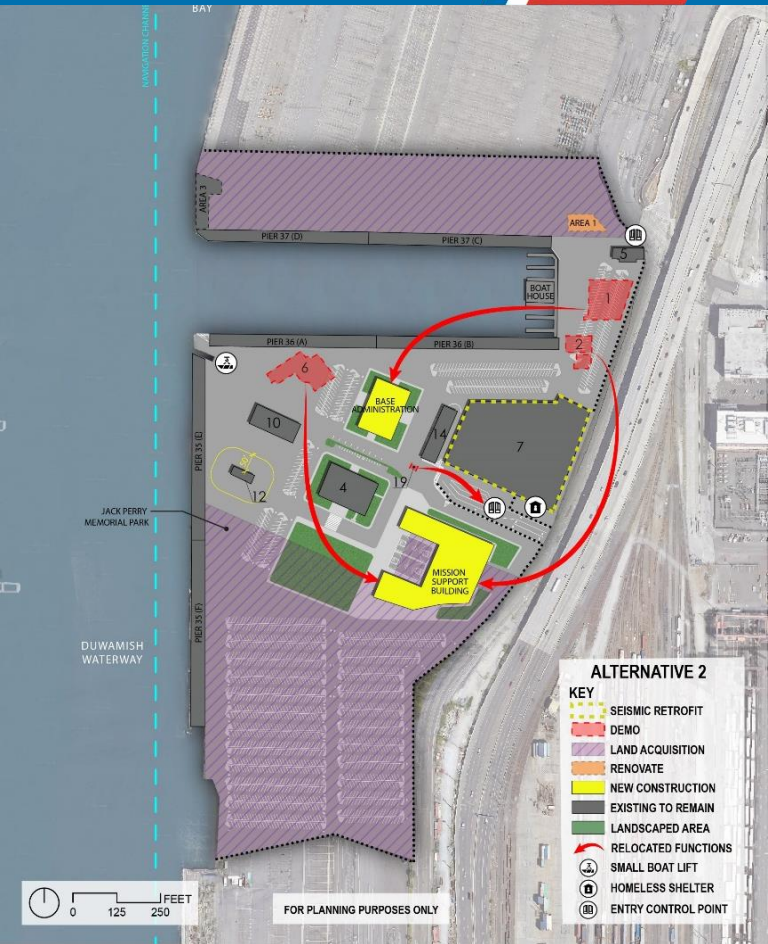 BAY
NAVIGATION CHANN
AREA 3
AREA 1
PIER 37 (D)
PIER 37 (C)
5
BOAT
HOUSE
1
2
PIER 36 (A)
PIER 36 (B)
6
BASE
ADMINISTRATION
10
14
7
PIER 35 (E)
12
4
19
JACK PERRY
MEMORIAL PARK
MISSION
SUPPORT
BUILDING
PIER 35 (F)
DUWAMISH
WATERWAY
ALTERNATIVE 2
KEY
SEISMIC RETROFIT
DEMO
LAND ACQUISITION
RENOVATE
NEW CONSTRUCTION
EXISTING TO REMAIN
LANDSCAPED AREA
RELOCATED FUNCTIONS
SMALL BOAT LIFT
HOMELESS SHELTER
ENTRY CONTROL POINT
FEET
0 125 250
FOR PLANNING PURPOSES ONLY